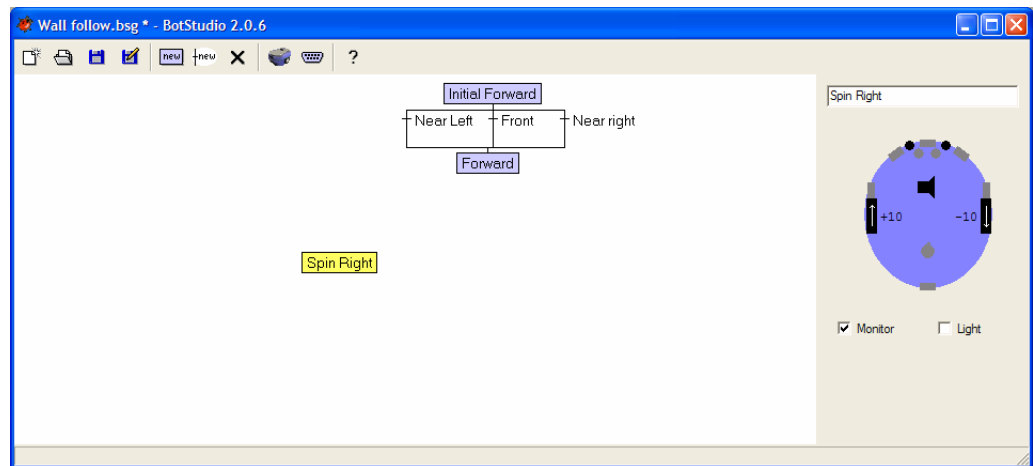 Wall follow.bsg * - BotStudio 2.0.6
new new ?
Initial Forward
Near Left Front Near right
Forward
Spin Right
Spin Right
+10 -10
Monitor Light